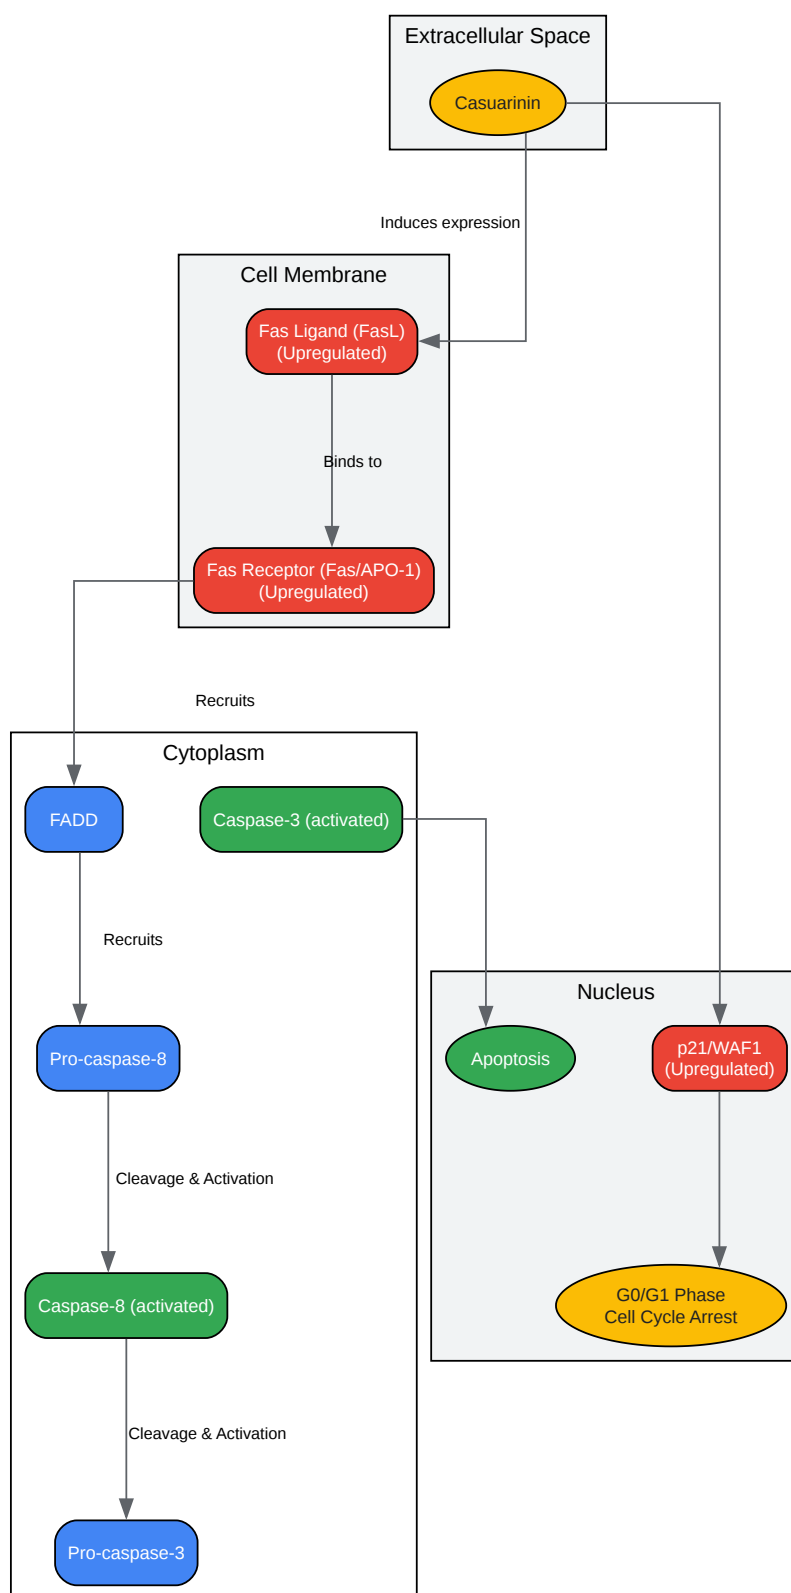 Extracellular Space
Casuarinin
Induces expression
Cell Membrane
Fas Ligand (FasL)
(Upregulated)
Binds to
Fas Receptor (Fas/APO-1)
(Upregulated)
Recruits
Cytoplasm
FADD
Caspase-3 (activated)
Recruits
Nucleus
Pro-caspase-8
Apoptosis
p21/WAF1
(Upregulated)
Cleavage & Activation
Caspase-8 (activated)
G0/G1 Phase
Cell Cycle Arrest
Cleavage & Activation
Pro-caspase-3